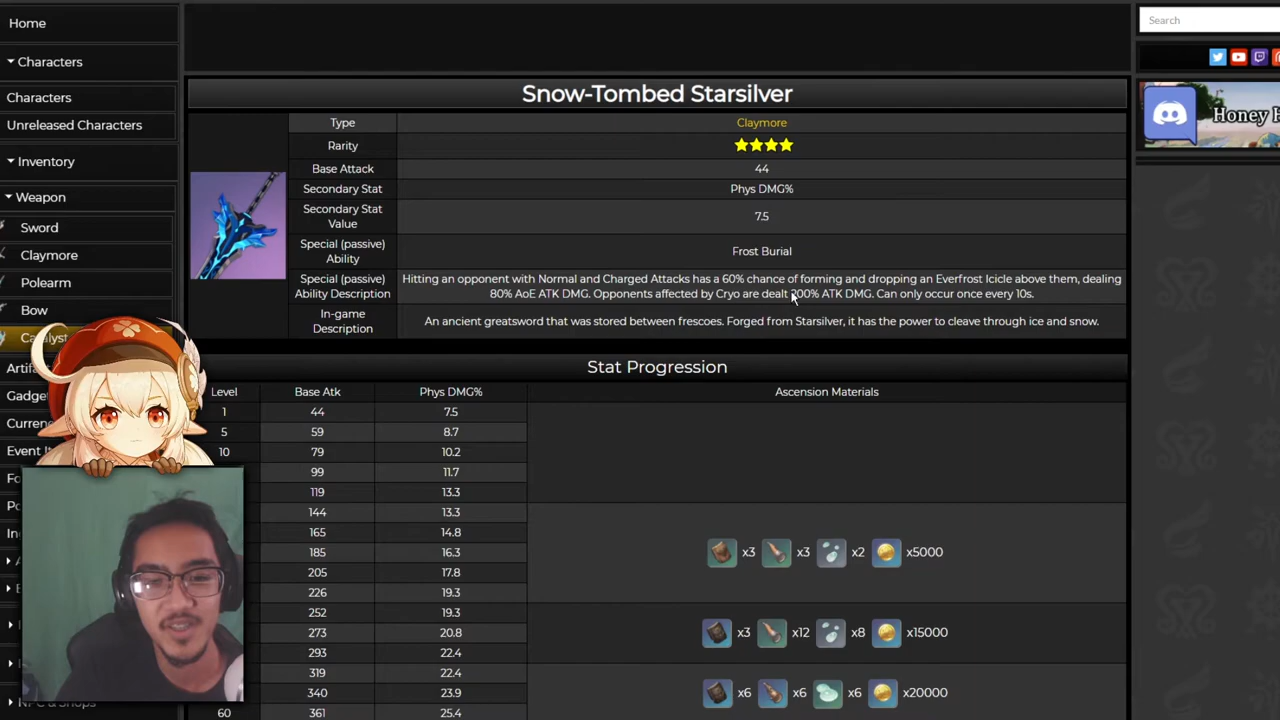 Home
Characters
Characters
Unreleased Characters
Inventory
Weapon
Sword
Claymore
Polearm
Bow
Catalyst
Gadget
Event
Search
Honey
Snow-Tombed Starsilver
Type
Claymore
Rarity
Base Attack
44
Secondary Stat
Phys DMG%
Secondary Stat
Value
7.5
Special (passive)
Ability
Frost Burial
Special (passive)
Ability Description
Hitting an opponent with Normal and Charged Attacks has a 60% chance of forming and dropping an Everfrost Icicle above them, dealing
80% AoE ATK DMG. Opponents affected by Cryo are dealt 200% ATK DMG. Can only occur once every 10s.
In-game
Description
An ancient greatsword that was stored between frescoes. Forged from Starsilver, it has the power to cleave through ice and snow.
Stat Progression
Level Base Atk Phys DMG% Ascension Materials
1 44 7.5
5 59 8.7
10 79 10.2
99 11.7
119 13.3
144 13.3
165 14.8
185 16.3
205 17.8
226 19.3
252 19.3
273 20.8
293 22.4
319 22.4
340 23.9
60 361 25.4
x3 x3 x2 x5000
x3 x12 x8 x15000
x6 x6 x6 x20000